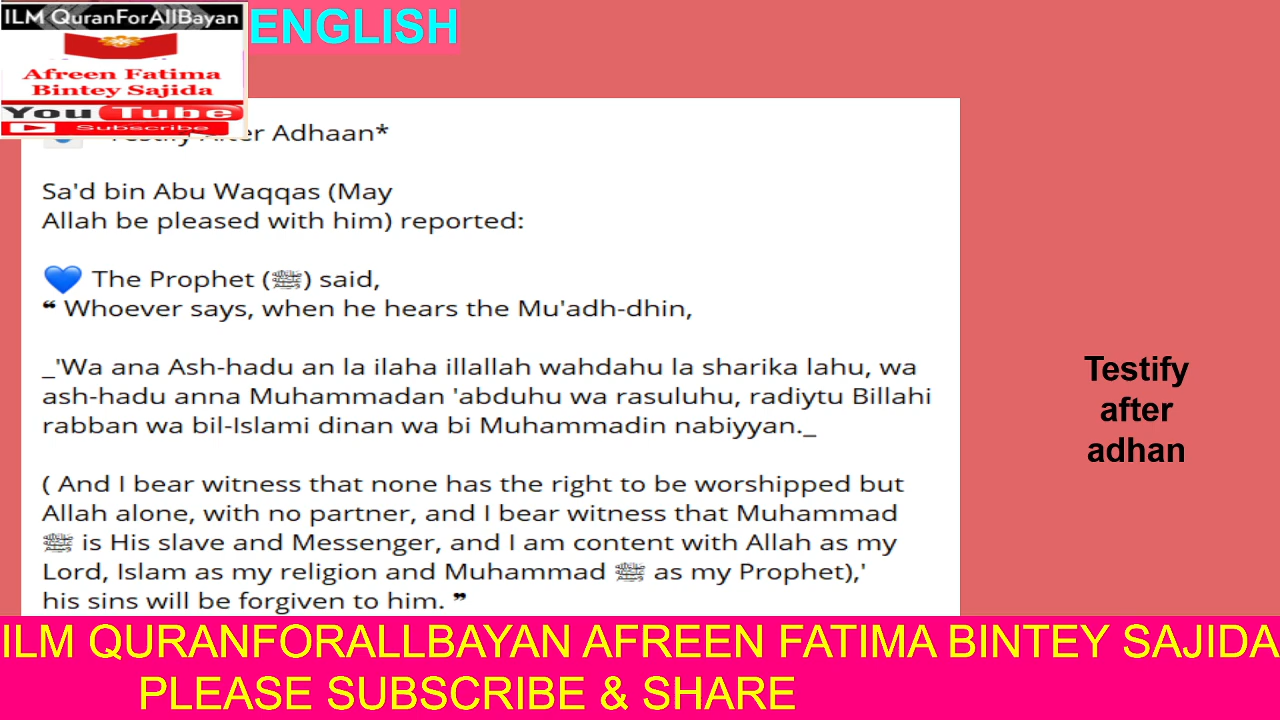 ILM QuranForAllBayan
ENGLISH
Afreen Fatima
Bintey Sajida
YouTube
Subscribe
Testify After Adhaan*
Sa'd bin Abu Waqqas (May
Allah be pleased with him) reported:
💙 The Prophet (ﷺ) said,
❝ Whoever says, when he hears the Mu'adh-dhin,
_'Wa ana Ash-hadu an la ilaha illallah wahdahu la sharika lahu, wa
ash-hadu anna Muhammadan 'abduhu wa rasuluhu, radiytu Billahi
rabban wa bil-Islami dinan wa bi Muhammadin nabiyyan._
( And I bear witness that none has the right to be worshipped but
Allah alone, with no partner, and I bear witness that Muhammad
ﷺ is His slave and Messenger, and I am content with Allah as my
Lord, Islam as my religion and Muhammad ﷺ as my Prophet),'
his sins will be forgiven to him. ❞
Testify
after
adhan
ILM QURANFORALLBAYAN AFREEN FATIMA BINTEY SAJIDA
PLEASE SUBSCRIBE & SHARE